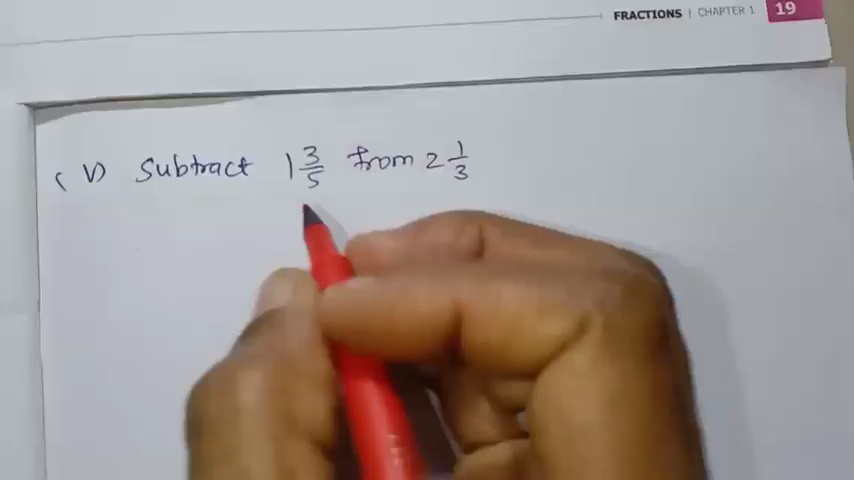 FRACTIONS | CHAPTER 1 19
(V) Subtract 1 3/5 from 2 1/3